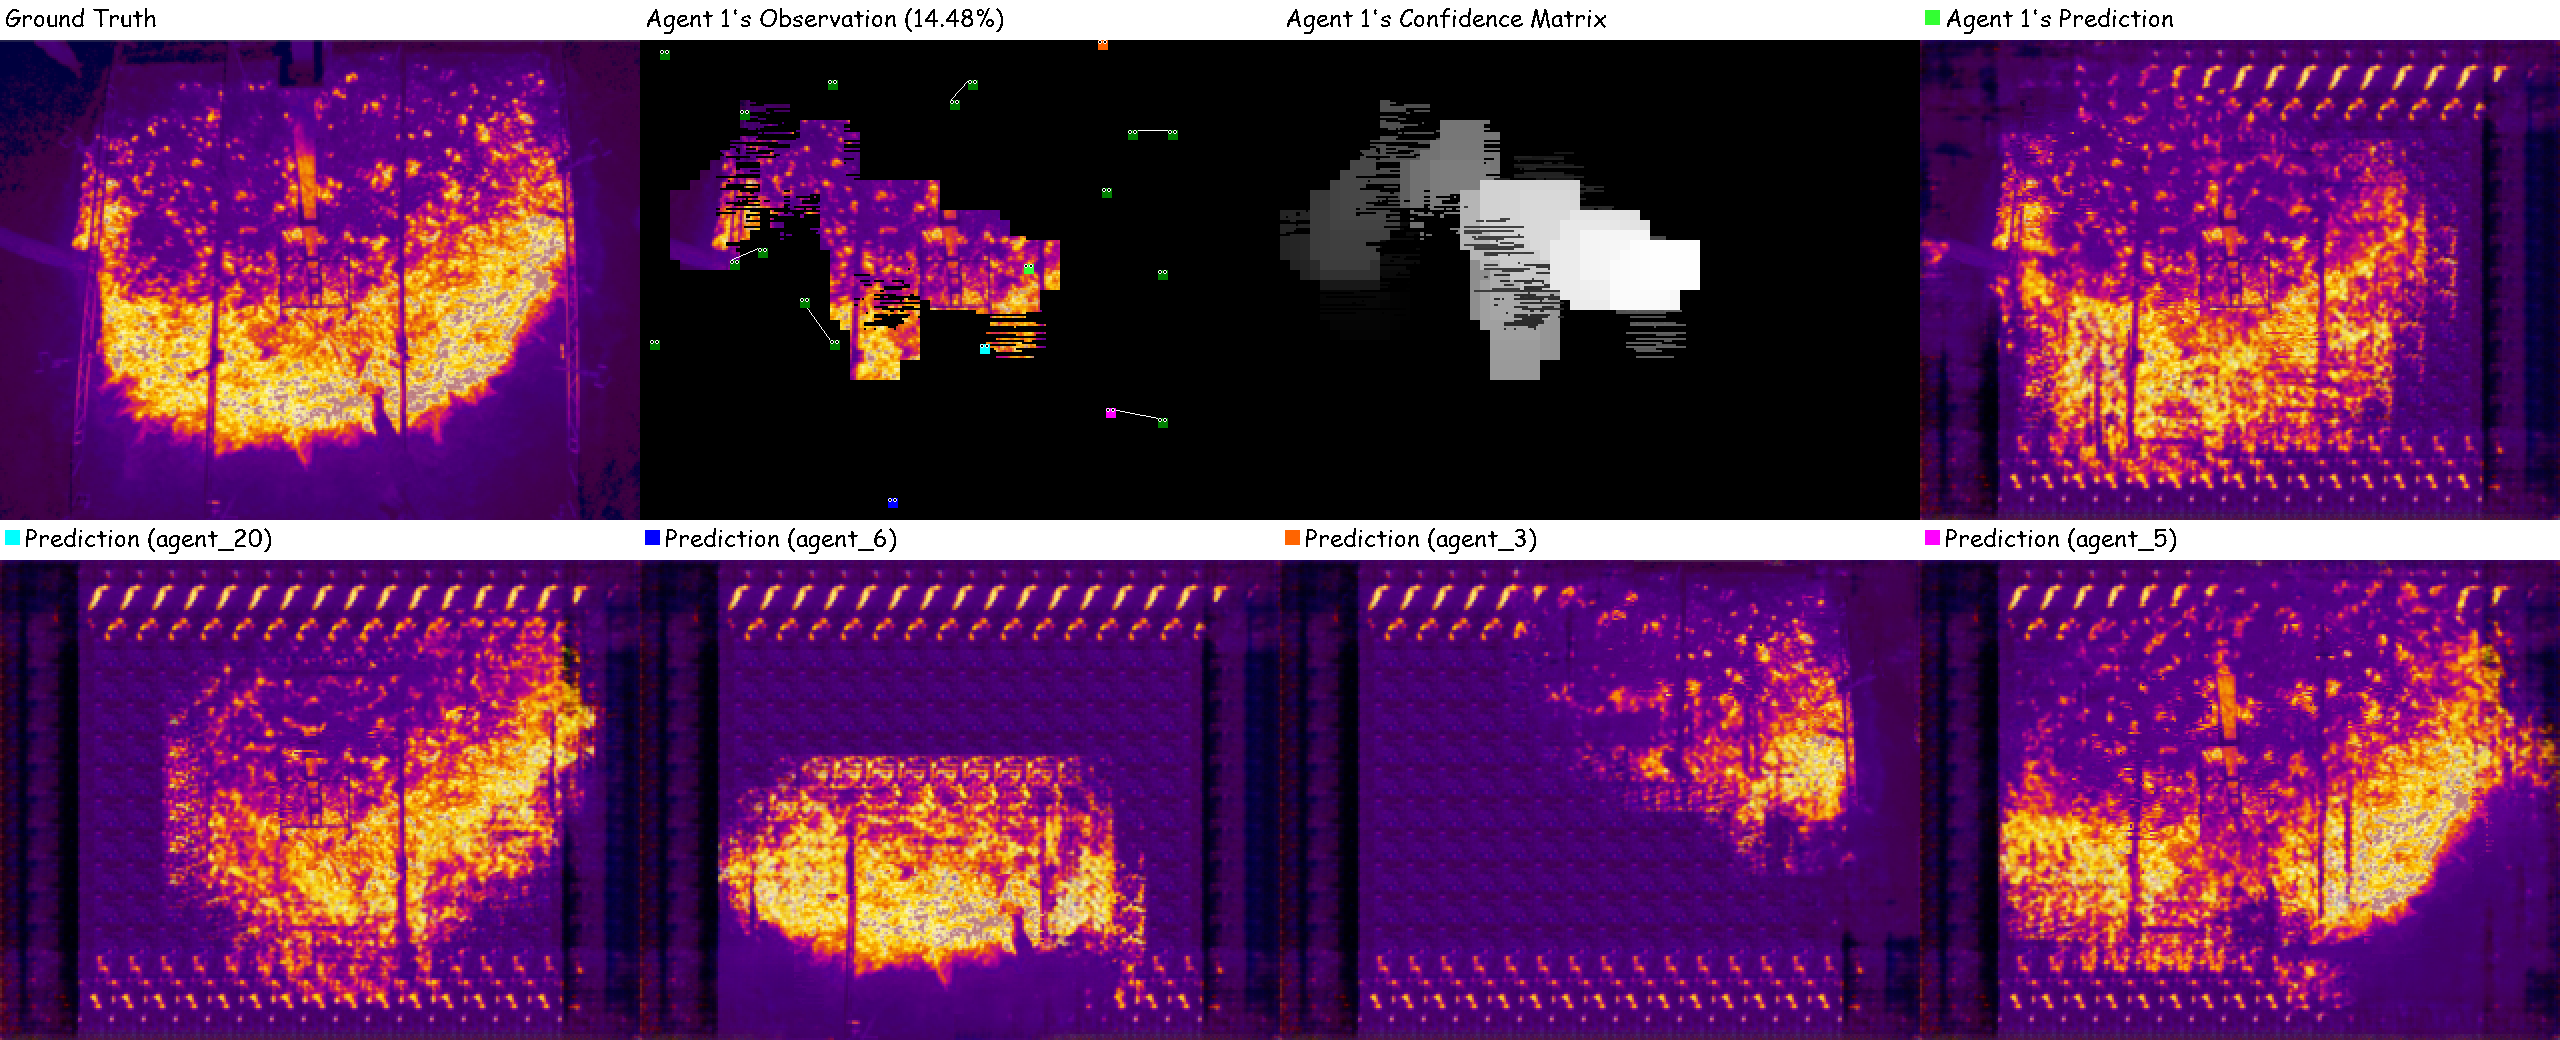 Ground Truth
Agent 1's Observation (14.48%)
Agent 1's Confidence Matrix
Agent 1's Prediction
Prediction (agent_20)
Prediction (agent_6)
Prediction (agent_3)
Prediction (agent_5)